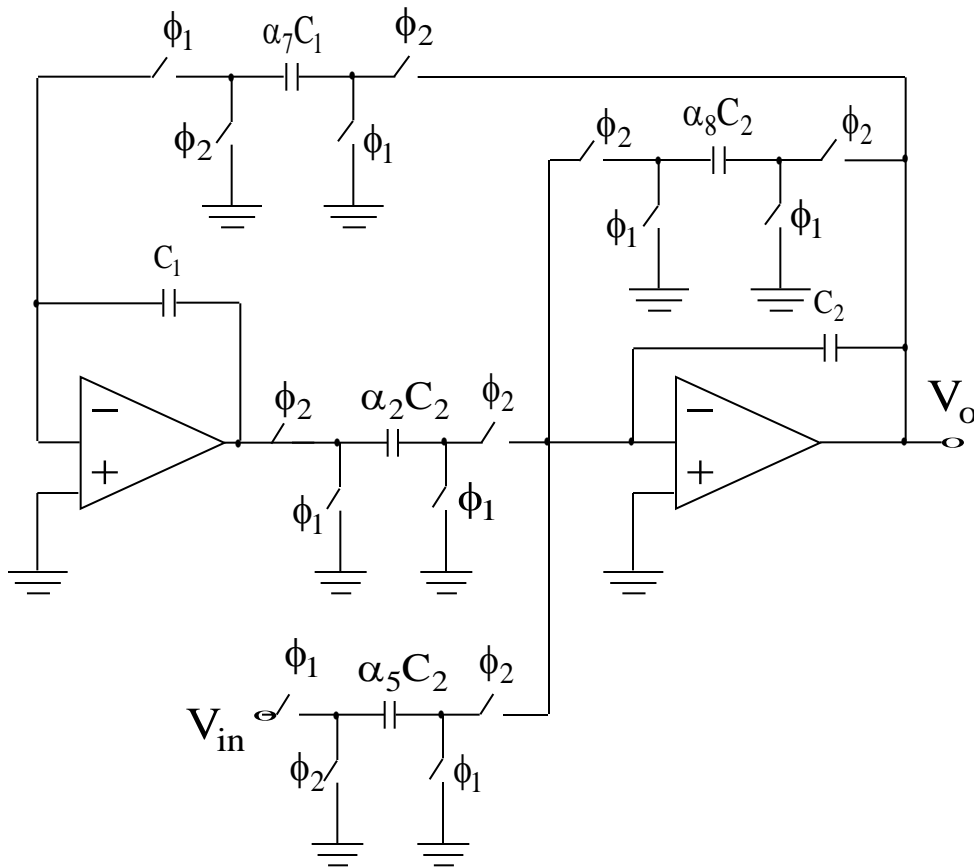 ϕ₁ α₇C₁ ϕ₂
ϕ₂ ϕ₁
ϕ₂ α₈C₂ ϕ₂
ϕ₁ ϕ₁
C₁
C₂
− +
ϕ₂ α₂C₂ ϕ₂
ϕ₁ ϕ₁
− +
Vₒ
ϕ₁ α₅C₂ ϕ₂
V_in
ϕ₂ ϕ₁